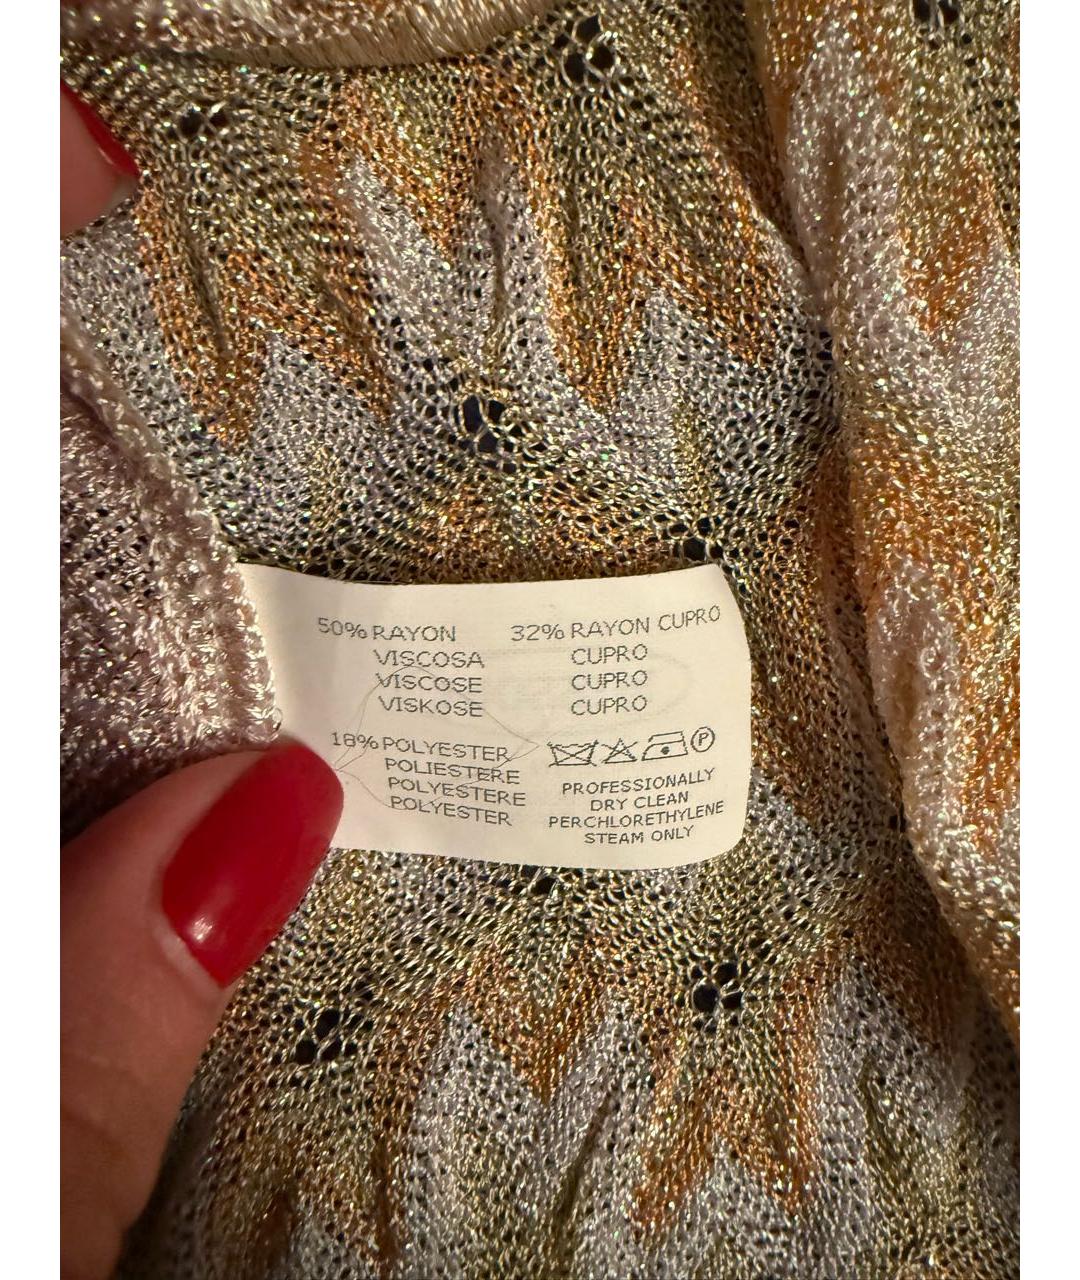 50% RAYON
VISCOSA
VISCOSE
VISKOSE
32% RAYON CUPRO
CUPRO
CUPRO
CUPRO
18% POLYESTER
POLIESTERE
POLYESTERE
POLYESTER
P
PROFESSIONALLY
DRY CLEAN
PERCHLORETHYLENE
STEAM ONLY